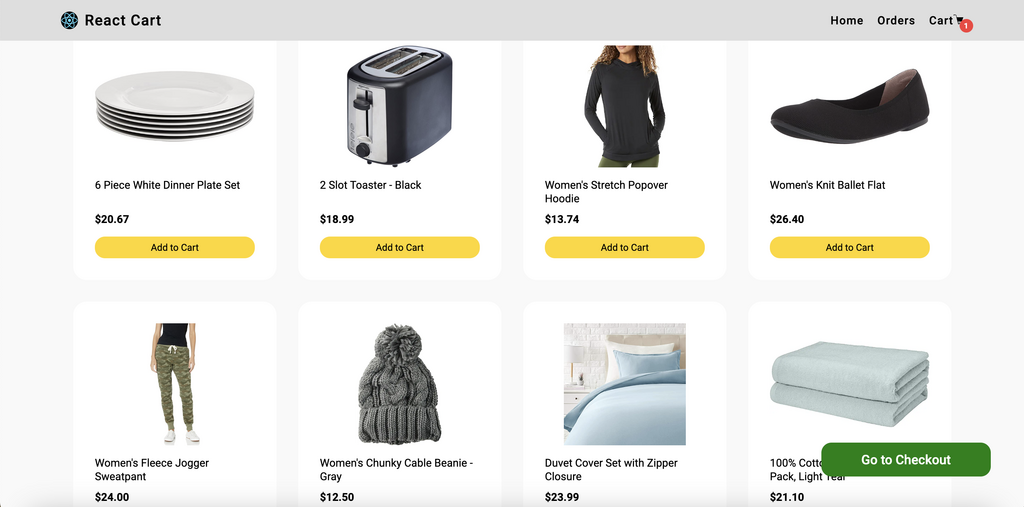 React Cart
Home Orders Cart 1
6 Piece White Dinner Plate Set
$20.67
Add to Cart
2 Slot Toaster - Black
$18.99
Add to Cart
Women's Stretch Popover
Hoodie
$13.74
Add to Cart
Women's Knit Ballet Flat
$26.40
Add to Cart
Women's Fleece Jogger
Sweatpant
$24.00
Women's Chunky Cable Beanie -
Gray
$12.50
Duvet Cover Set with Zipper
Closure
$23.99
100%
Pack, Light
$21.10
Go to Checkout